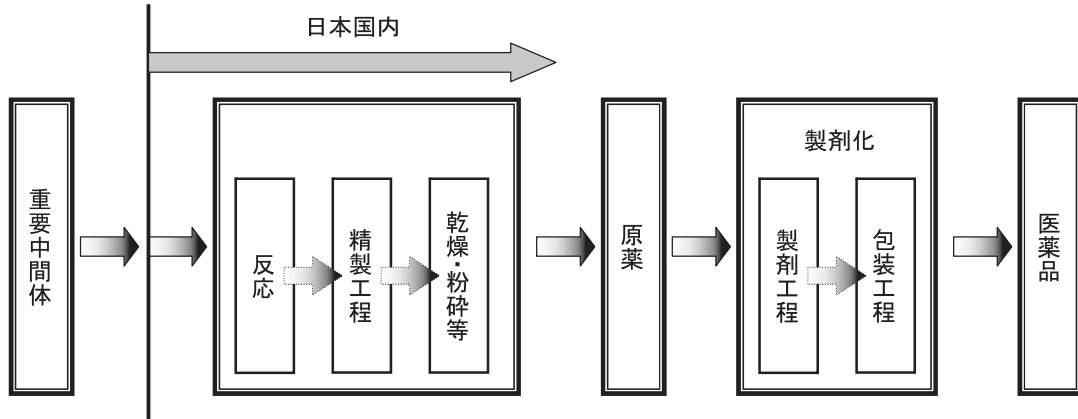 日本国内
重要中間体
反応
精製工程
乾燥・粉砕等
原薬
製剤化
製剤工程
包装工程
医薬品